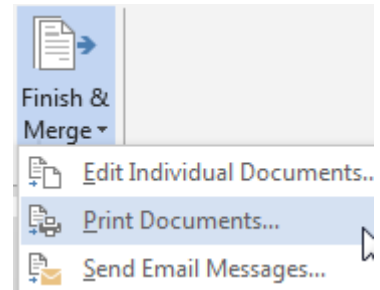 Finish &
Merge
Edit Individual Documents...
Print Documents...
Send Email Messages...